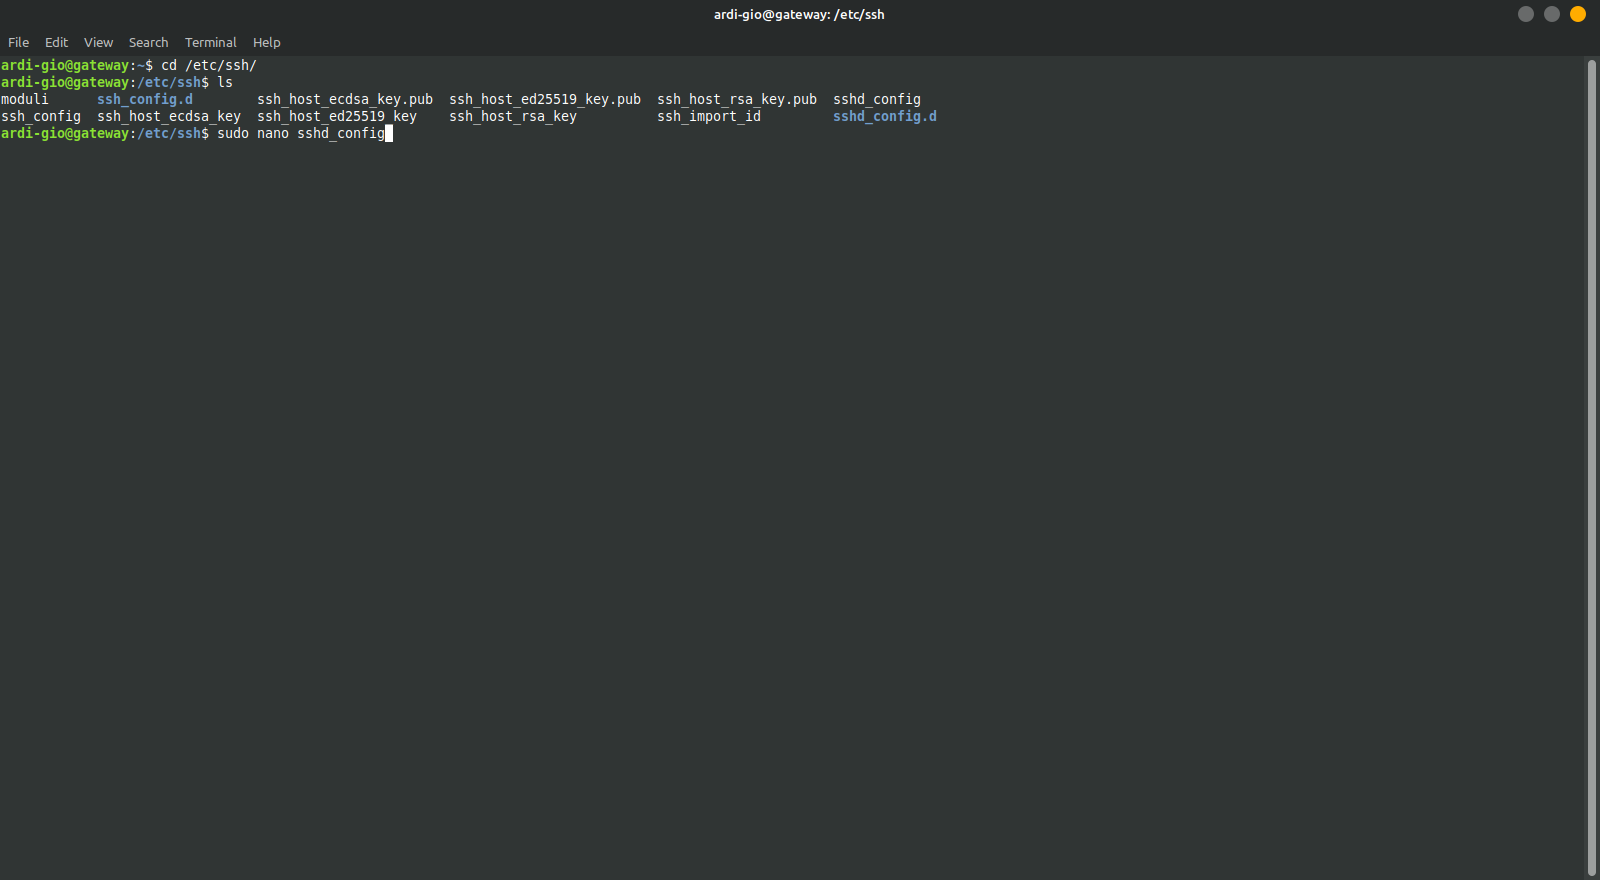 ardi-gio@gateway: /etc/ssh
File Edit View Search Terminal Help
ardi-gio@gateway:~$ cd /etc/ssh/
ardi-gio@gateway:/etc/ssh$ ls
moduli      ssh_config.d        ssh_host_ecdsa_key.pub  ssh_host_ed25519_key.pub  ssh_host_rsa_key.pub  sshd_config
ssh_config  ssh_host_ecdsa_key  ssh_host_ed25519_key    ssh_host_rsa_key          ssh_import_id         sshd_config.d
ardi-gio@gateway:/etc/ssh$ sudo nano sshd_config